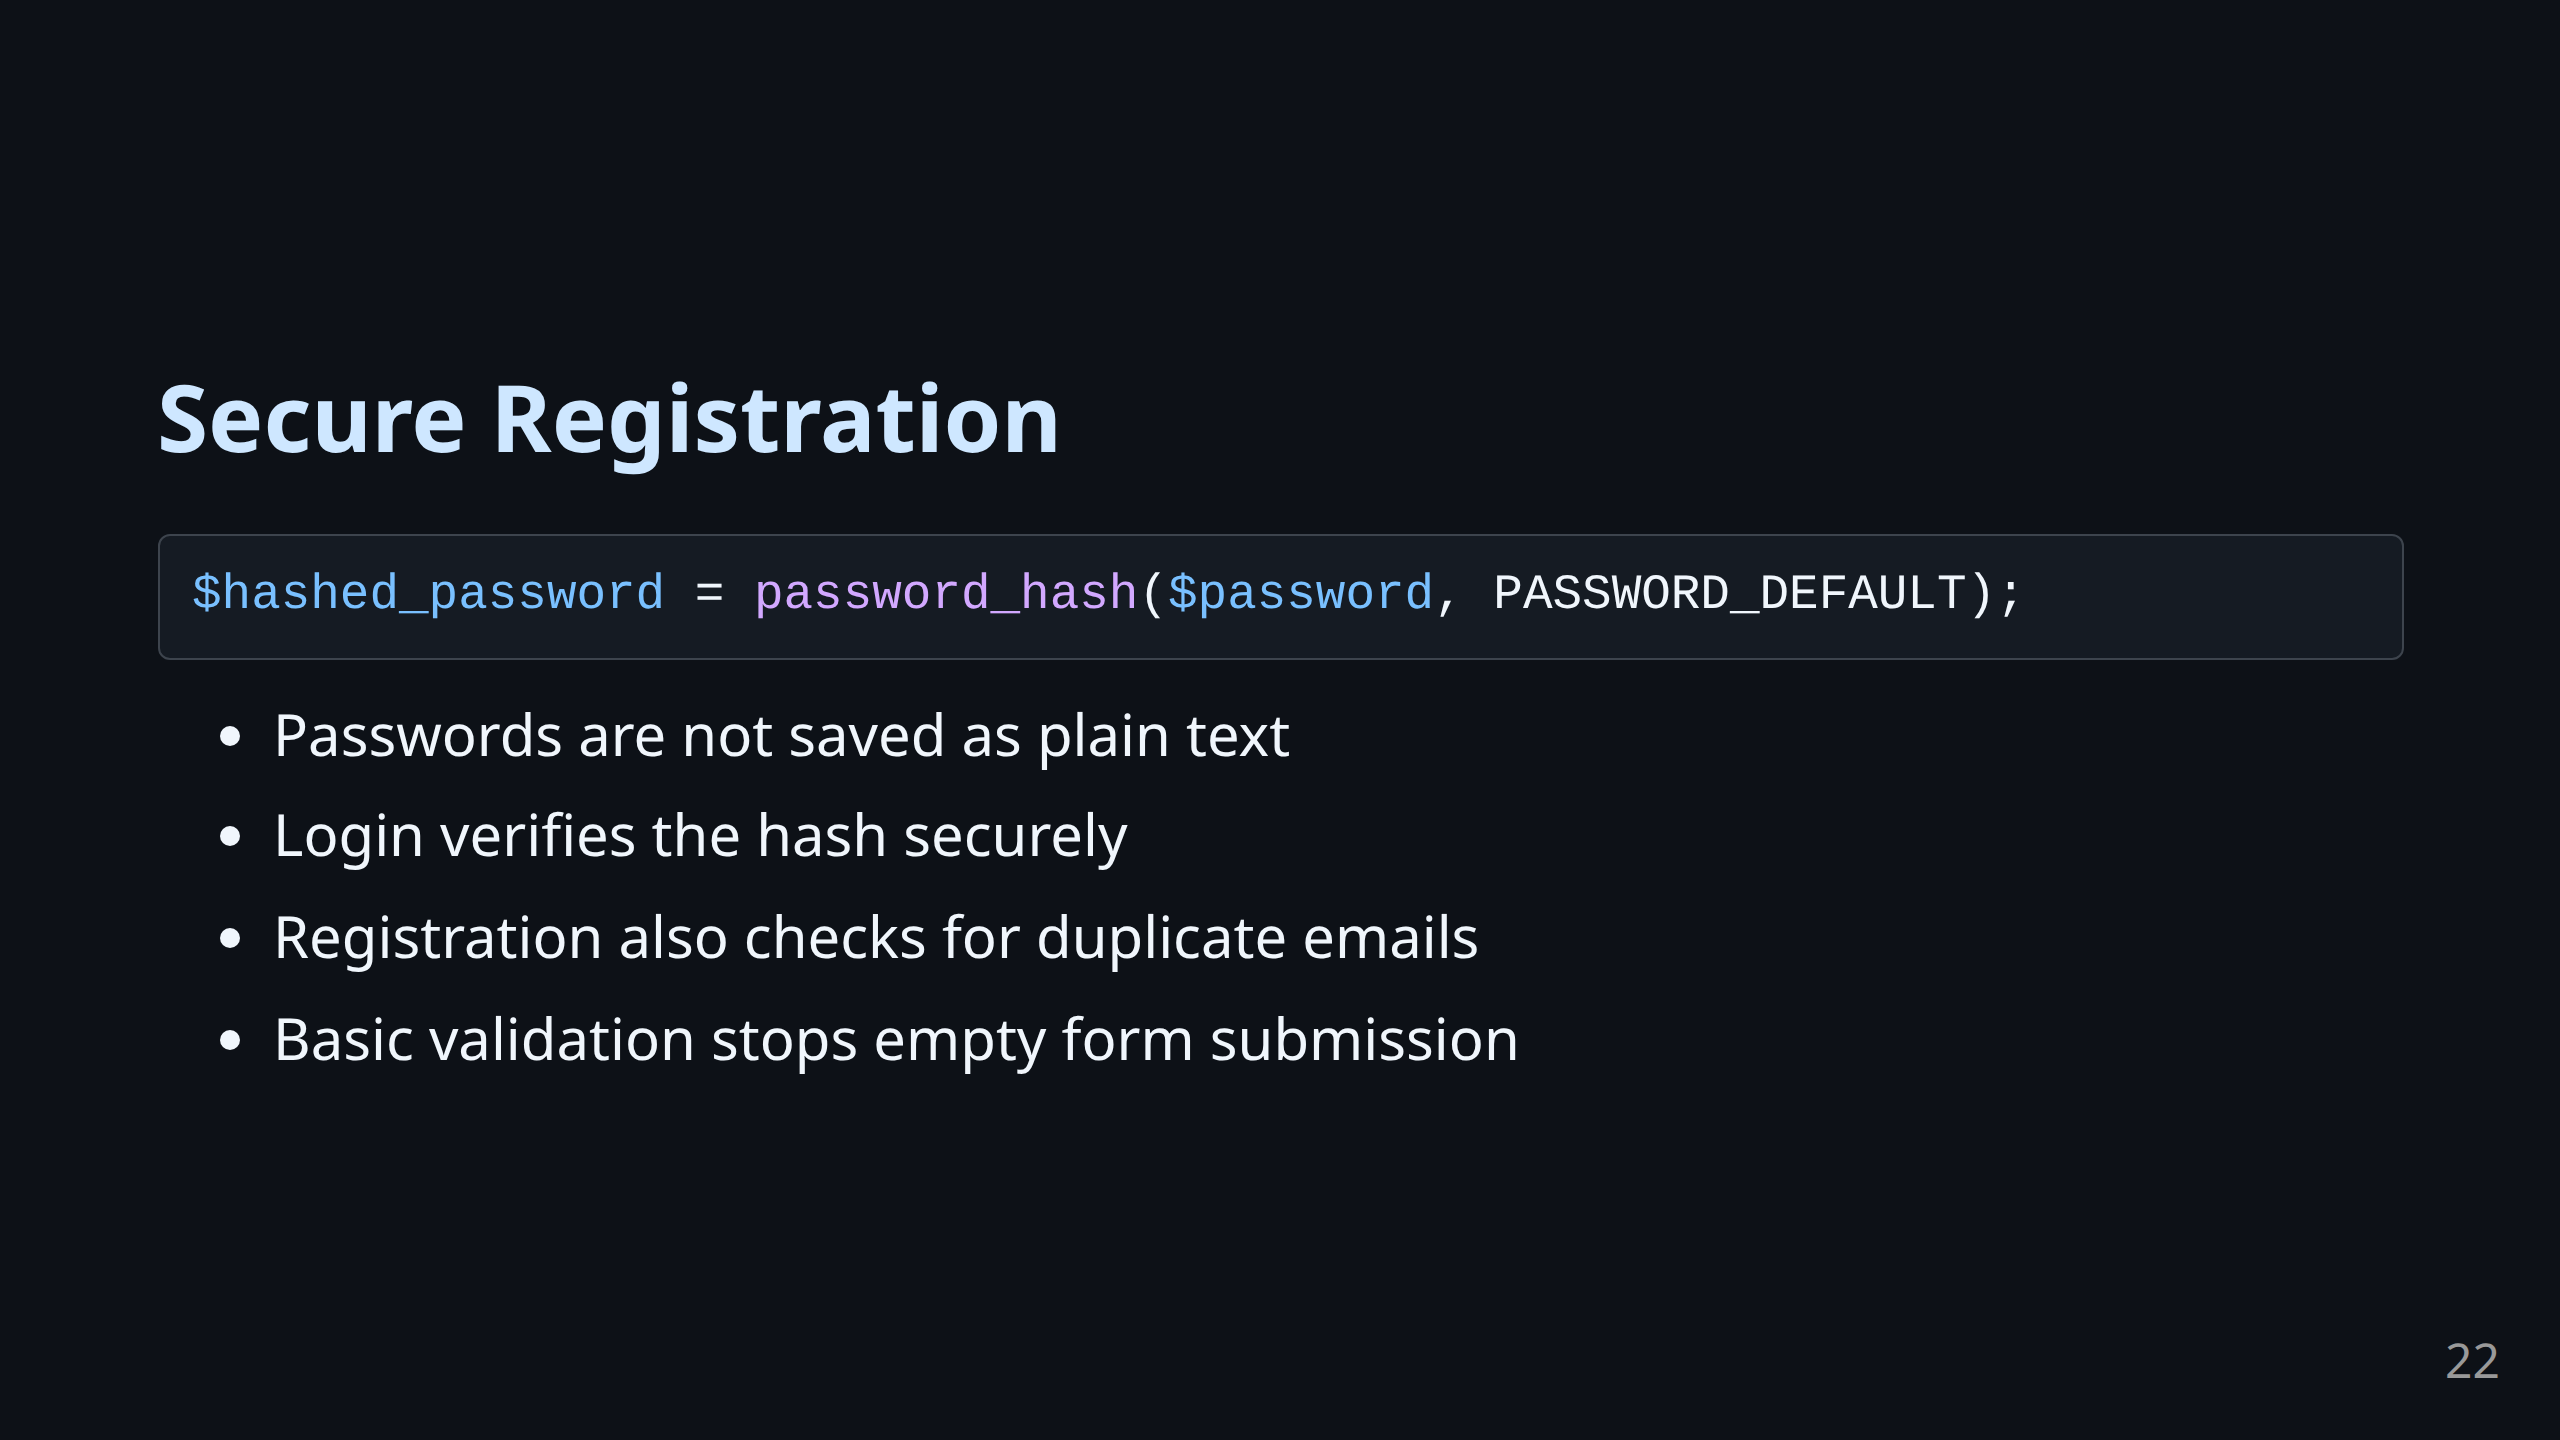 Secure Registration
$hashed_password = password_hash($password, PASSWORD_DEFAULT);
• Passwords are not saved as plain text
• Login verifies the hash securely
• Registration also checks for duplicate emails
• Basic validation stops empty form submission
22